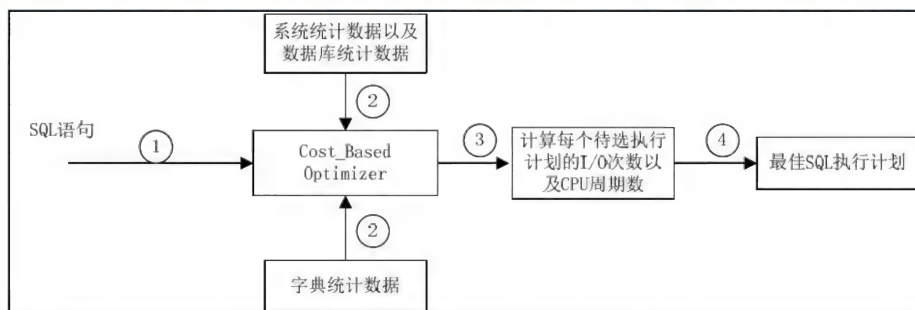 系统统计数据以及
数据库统计数据
②
SQL语句
①
Cost_Based
Optimizer
③
计算每个待选执行
计划的I/O次数以
及CPU周期数
④
最佳SQL执行计划
②
字典统计数据